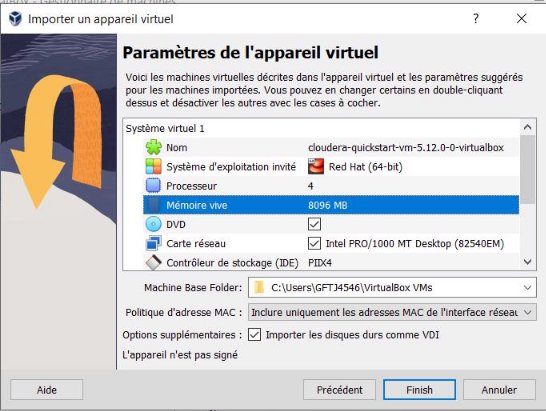 Importer un appareil virtuel
?
Paramètres de l'appareil virtuel
Voici les machines virtuelles décrites dans l'appareil virtuel et les paramètres suggérés
pour les machines importées. Vous pouvez en changer certains en double-cliquant
dessus et désactiver les autres avec les cases à cocher.
Système virtuel 1
Nom cloudera-quickstart-vm-5.12.0-0-virtualbox
Système d'exploitation invité Red Hat (64-bit)
Processeur 4
Mémoire vive 8096 MB
DVD
Carte réseau Intel PRO/1000 MT Desktop (82540EM)
Contrôleur de stockage (IDE) PIIX4
Machine Base Folder: C:\Users\GFTJ4546\VirtualBox VMs
Politique d'adresse MAC : Inclure uniquement les adresses MAC de l'interface réseau
Options supplémentaires : Importer les disques durs comme VDI
L'appareil n'est pas signé
Aide Précédent Finish Annuler